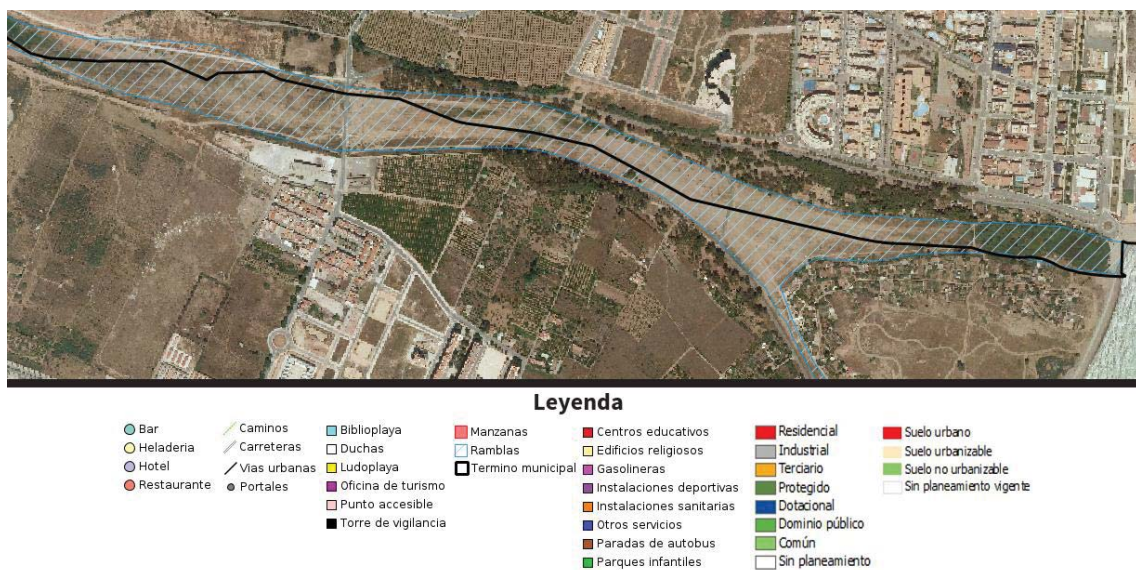 Leyenda
Bar
Heladeria
Hotel
Restaurante
Caminos
Carreteras
Vias urbanas
Portales
Biblioplaya
Duchas
Ludoplaya
Oficina de turismo
Punto accesible
Torre de vigilancia
Manzanas
Ramblas
Termino municipal
Centros educativos
Edificios religiosos
Gasolineras
Instalaciones deportivas
Instalaciones sanitarias
Otros servicios
Paradas de autobus
Parques infantiles
Residencial
Industrial
Terciario
Protegido
Dotacional
Dominio público
Común
Sin planeamiento
Suelo urbano
Suelo urbanizable
Suelo no urbanizable
Sin planeamiento vigente